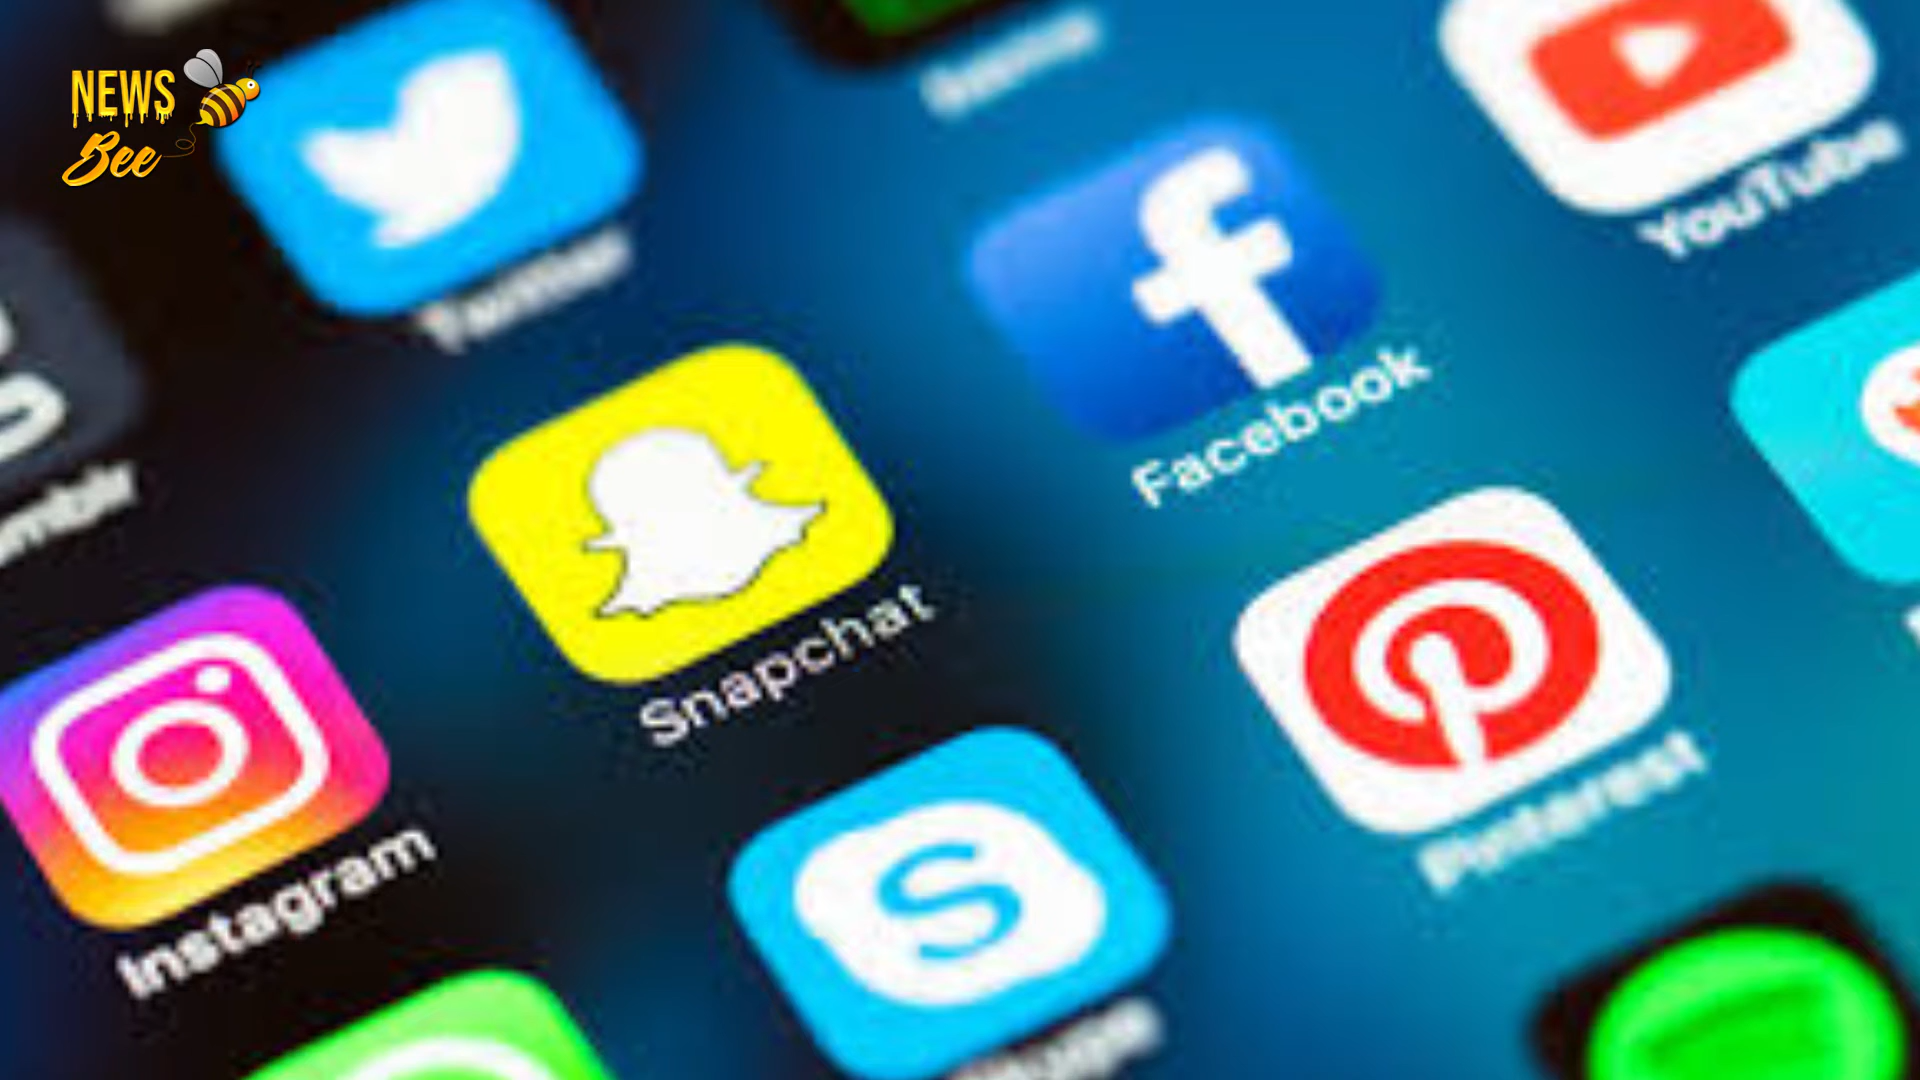 NEWS
Bee
Twitter
YouTube
Facebook
Snapchat
Pinterest
Instagram